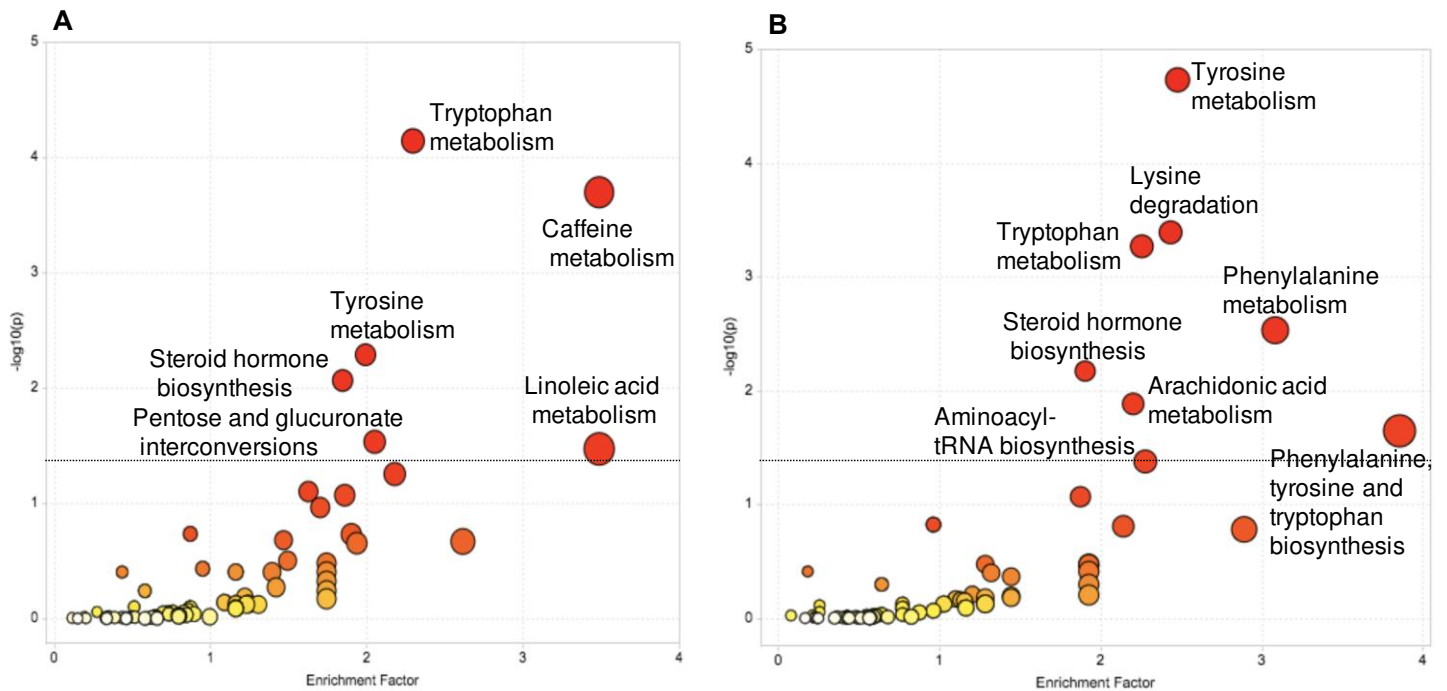 A
5
4
3
2
1
0
-log10(p)
0
1
2
3
4
Enrichment Factor
Tryptophan
metabolism
Caffeine
metabolism
Tyrosine
metabolism
Steroid hormone
biosynthesis
Pentose and glucuronate
interconversions
Linoleic acid
metabolism
B
5
4
3
2
1
0
-log10(p)
0
1
2
3
4
Enrichment Factor
Tyrosine
metabolism
Lysine
degradation
Tryptophan
metabolism
Phenylalanine
metabolism
Steroid hormone
biosynthesis
Arachidonic acid
metabolism
Aminoacyl-
tRNA biosynthesis
Phenylalanine,
tyrosine and
tryptophan
biosynthesis